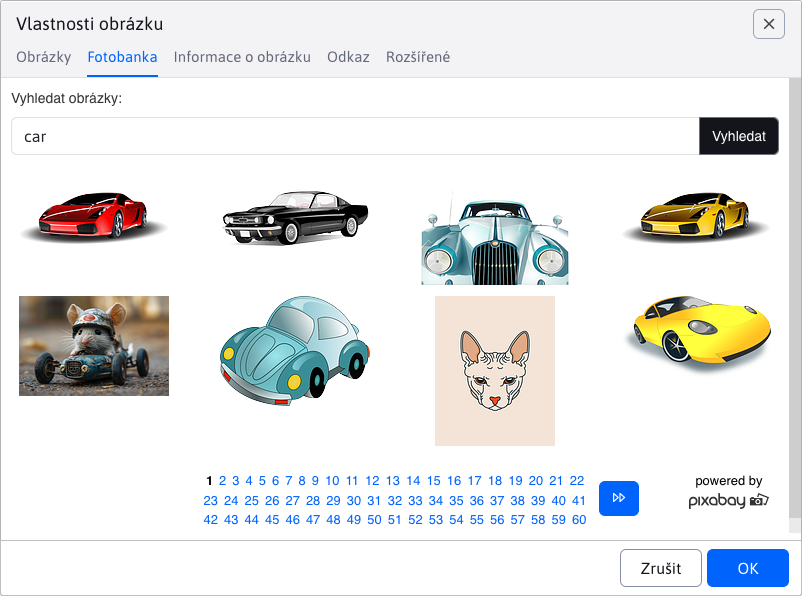 Vlastnosti obrázku
Obrázky Fotobanka Informace o obrázku Odkaz Rozšířené
Vyhledat obrázky:
car Vyhledat
1 2 3 4 5 6 7 8 9 10 11 12 13 14 15 16 17 18 19 20 21 22
23 24 25 26 27 28 29 30 31 32 33 34 35 36 37 38 39 40 41
42 43 44 45 46 47 48 49 50 51 52 53 54 55 56 57 58 59 60
powered by
pixabay
Zrušit OK